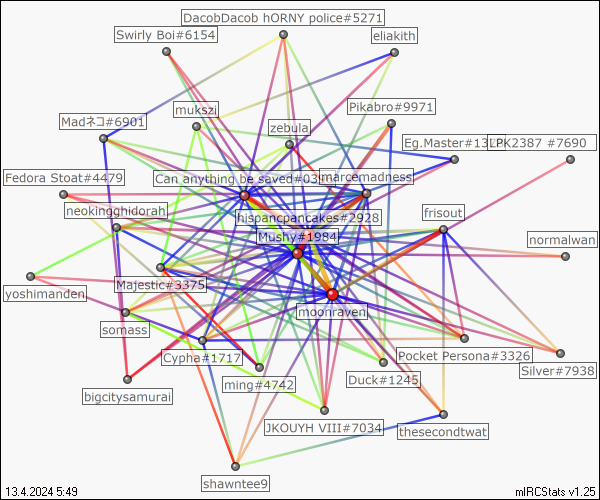 DacobDacob hORNY police#5271
Swirly Boi#6154
eliakith
Pikabro#9971
mukszi
Madネコ#6901
zebula
Eg.Master#13
LPK2387 #7690
Fedora Stoat#4479
Can anything be saved#03
marcemadness
neokingghidorah
hispancpancakes#2928
frisout
Mushy#1984
normalwan
Majestic#3375
yoshimanden
moonraven
somass
Cypha#1717
Pocket Persona#3326
Silver#7938
ming#4742
Duck#1245
bigcitysamurai
JKOUYH VIII#7034
thesecondtwat
shawntee9
13.4.2024 5:49
mIRCStats v1.25